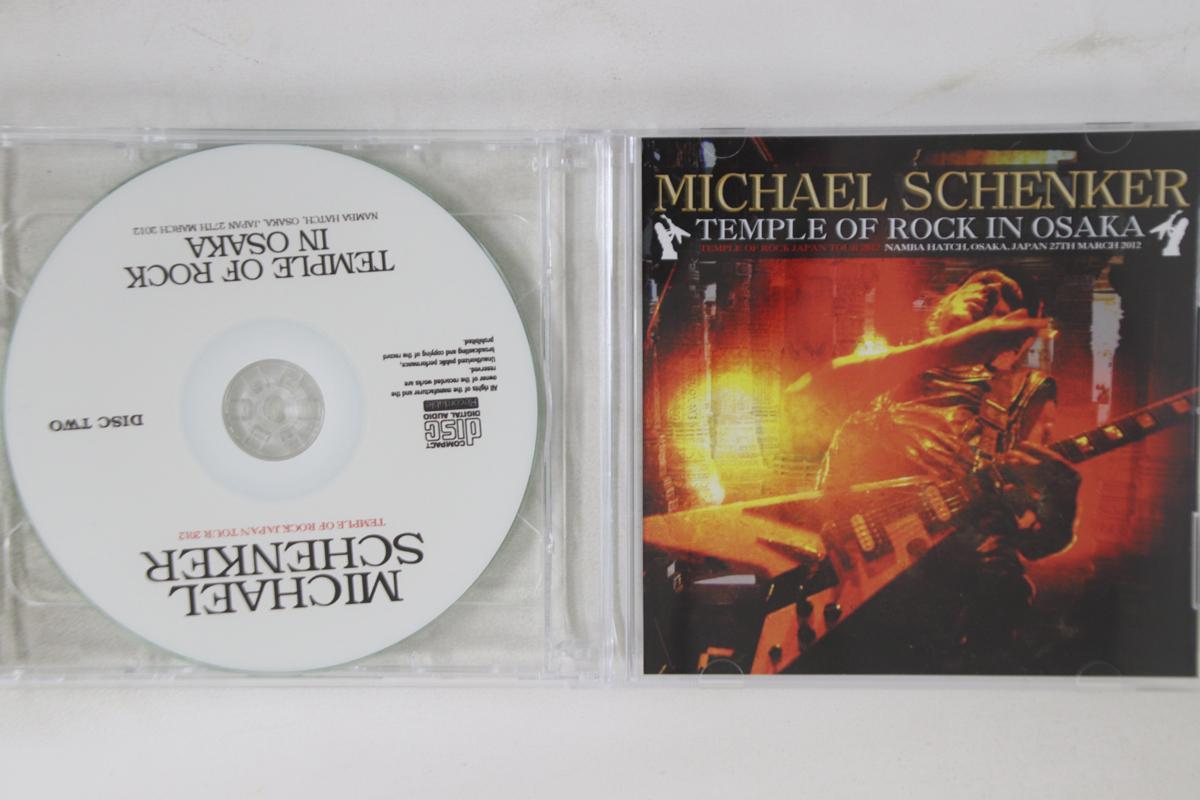 MICHAEL
SCHENKER
TEMPLE OF ROCK JAPAN TOUR 2012
COMPACT
disc
DIGITAL AUDIO
Recordable
DISC TWO
All rights of the manufacturer and the
owner of the recorded works are
reserved.
Unauthorized public performance,
broadcasting and copying of the record
prohibited.
TEMPLE OF ROCK
IN OSAKA
NAMBA HATCH, OSAKA, JAPAN 27TH MARCH 2012
MICHAEL SCHENKER
TEMPLE OF ROCK IN OSAKA
TEMPLE OF ROCK JAPAN TOUR 2012 NAMBA HATCH, OSAKA, JAPAN 27TH MARCH 2012